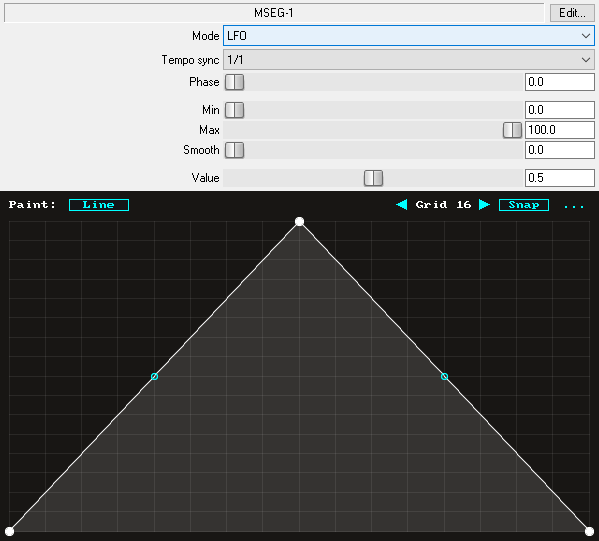 MSEG-1 Edit...
Mode LFO
Tempo sync 1/1
Phase 0.0
Min 0.0
Max 100.0
Smooth 0.0
Value 0.5
Paint: Line Grid 16 Snap ...